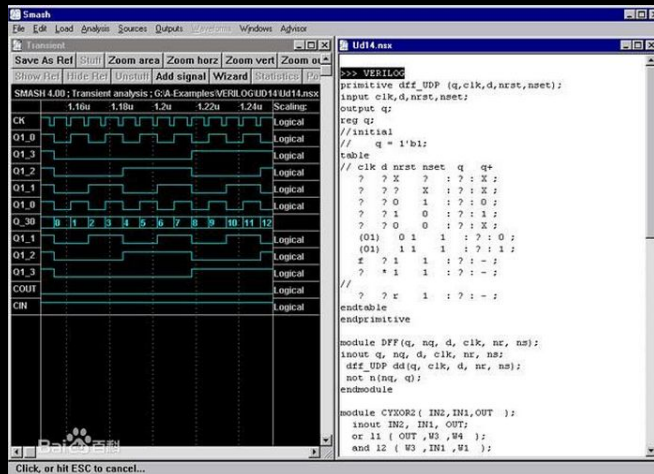 Smash
File Edit Load Analysis Sources Outputs Waveforms Windows Advisor
Transient
Save As Ref Stuff Zoom area Zoom horz Zoom vert Zoom ou
Show Ref Hide Ref Unstuff Add signal Wizard Statistics
SMASH 4.00 ; Transient analysis ; G:\A-Examples\VERILOG\UD14\Ud14.nsx
1.16u 1.18u 1.2u 1.22u 1.24u Scaling:
CK Logical
Q1_0 Logical
Q1_3 Logical
Q1_2 Logical
Q1_1 Logical
Q1_0 Logical
Q_30 0 1 2 3 4 5 6 7 8 9 10 11 12 Logical
Q1_1 Logical
Q1_2 Logical
Q1_3 Logical
COUT Logical
CIN Logical
Baidu百科
Click, or hit ESC to cancel...
Ud14.nsx
>>> VERILOG
primitive dff_UDP (q,clk,d,nrst,nset);
input clk,d,nrst,nset;
output q;
reg q;
//initial
// q = 1'b1;
table
// clk d nrst nset q q+
? ? X ? : ? : X ;
? ? ? X : ? : X ;
? ? 0 1 : ? : 0 ;
? ? 1 0 : ? : 1 ;
? ? 0 0 : ? : X ;
(01) 0 1 1 : ? : 0 ;
(01) 1 1 1 : ? : 1 ;
f ? 1 1 : ? : - ;
? * 1 1 : ? : - ;
//
? ? r 1 : ? : - ;
endtable
endprimitive
module DFF(q, nq, d, clk, nr, ns);
inout q, nq, d, clk, nr, ns;
dff_UDP dd(q, clk, d, nr, ns);
not n(nq, q);
endmodule
module CYXOR2 ( IN2,IN1,OUT );
inout IN2, IN1, OUT;
or i1 ( OUT ,W3 ,W4 );
and i2 ( W3 ,IN1 ,W1 );